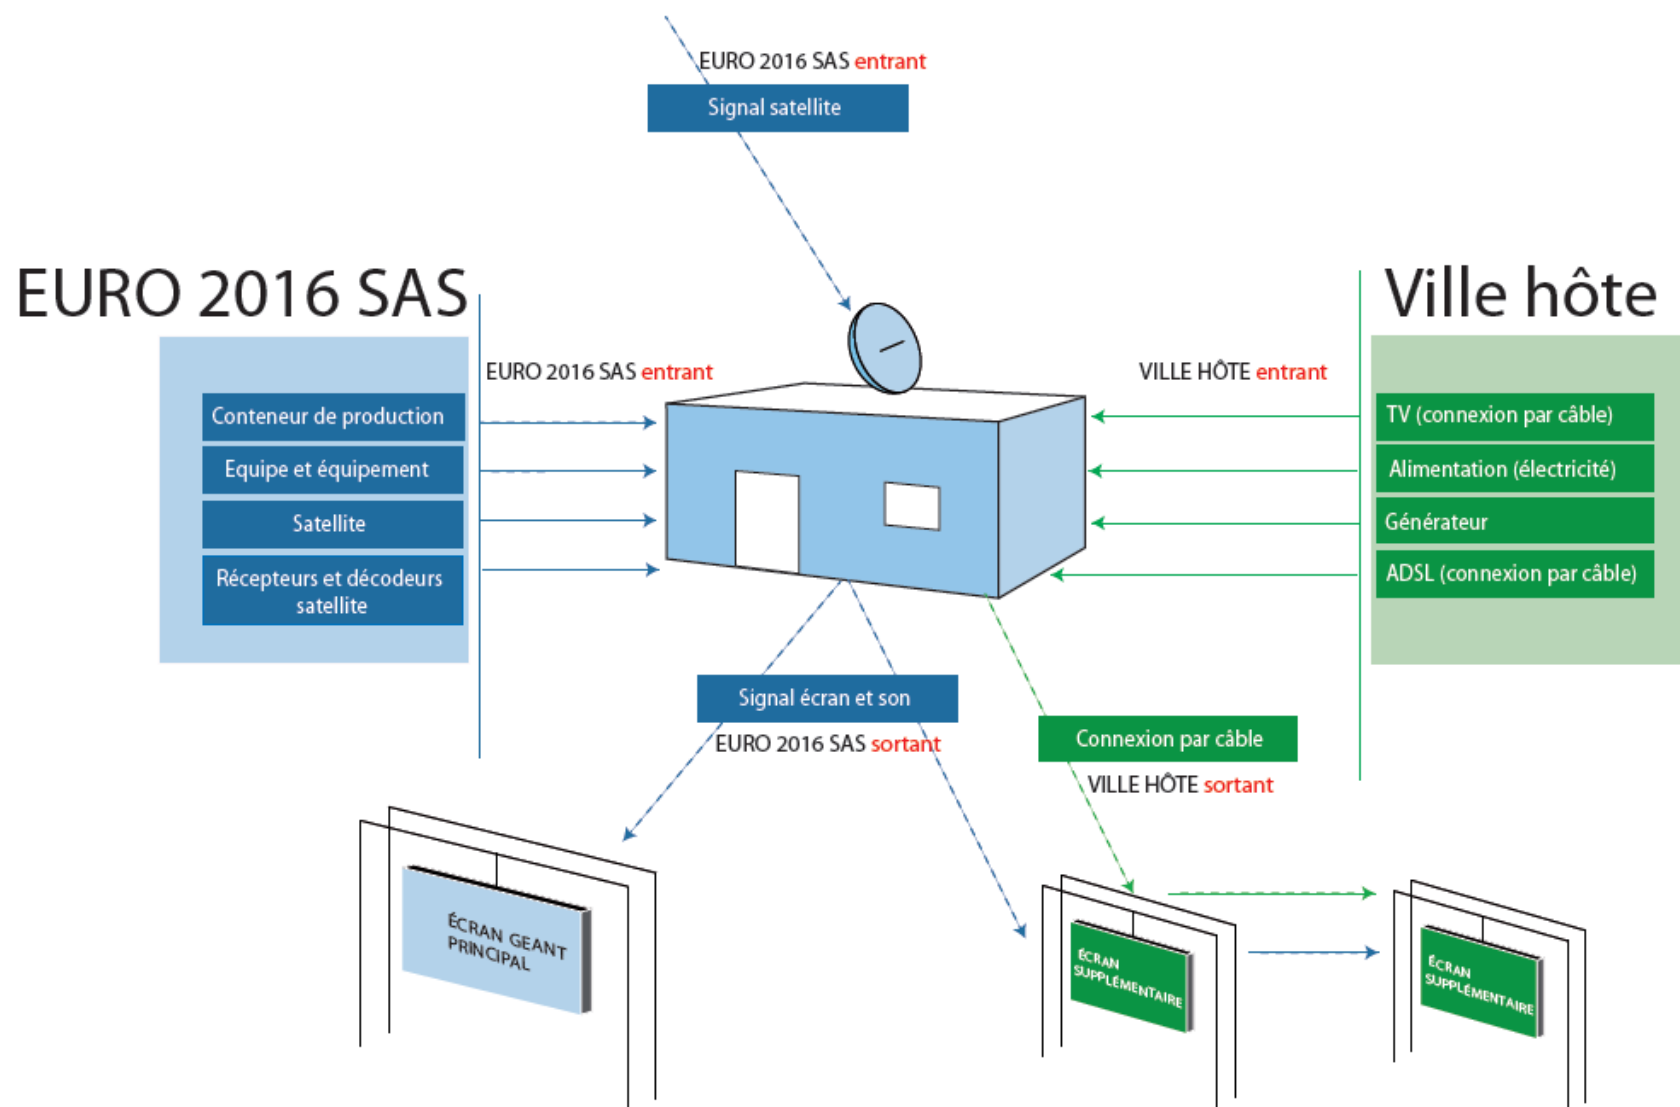 EURO 2016 SAS entrant
Signal satellite
EURO 2016 SAS
Ville hôte
EURO 2016 SAS entrant
VILLE HÔTE entrant
Conteneur de production
Equipe et équipement
Satellite
Récepteurs et décodeurs
satellite
TV (connexion par câble)
Alimentation (électricité)
Générateur
ADSL (connexion par câble)
Signal écran et son
EURO 2016 SAS sortant
Connexion par câble
VILLE HÔTE sortant
ÉCRAN GEANT
PRINCIPAL
ÉCRAN
SUPPLÉMENTAIRE
ÉCRAN
SUPPLÉMENTAIRE